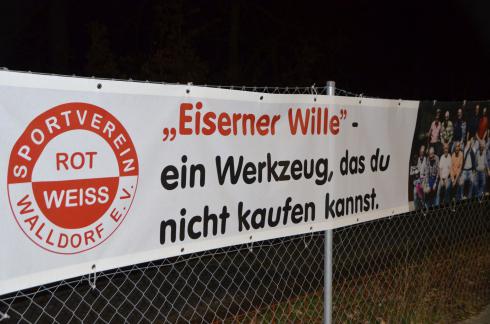 SPORTVEREIN
ROT
WEISS
WALLDORF E.V.
„Eiserner Wille” -
ein Werkzeug, das du
nicht kaufen kannst.